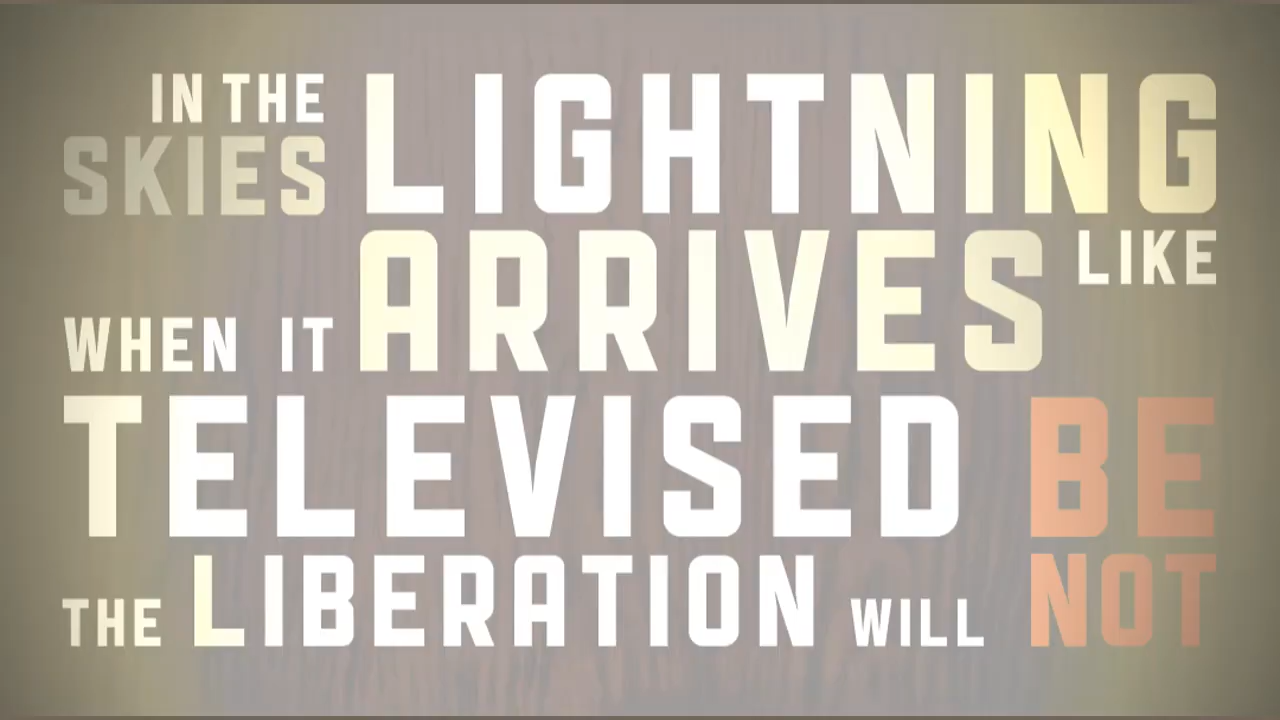 IN THE
SKIES LIGHTNING
WHEN IT ARRIVES LIKE
TELEVISED BE
THE LIBERATION WILL NOT